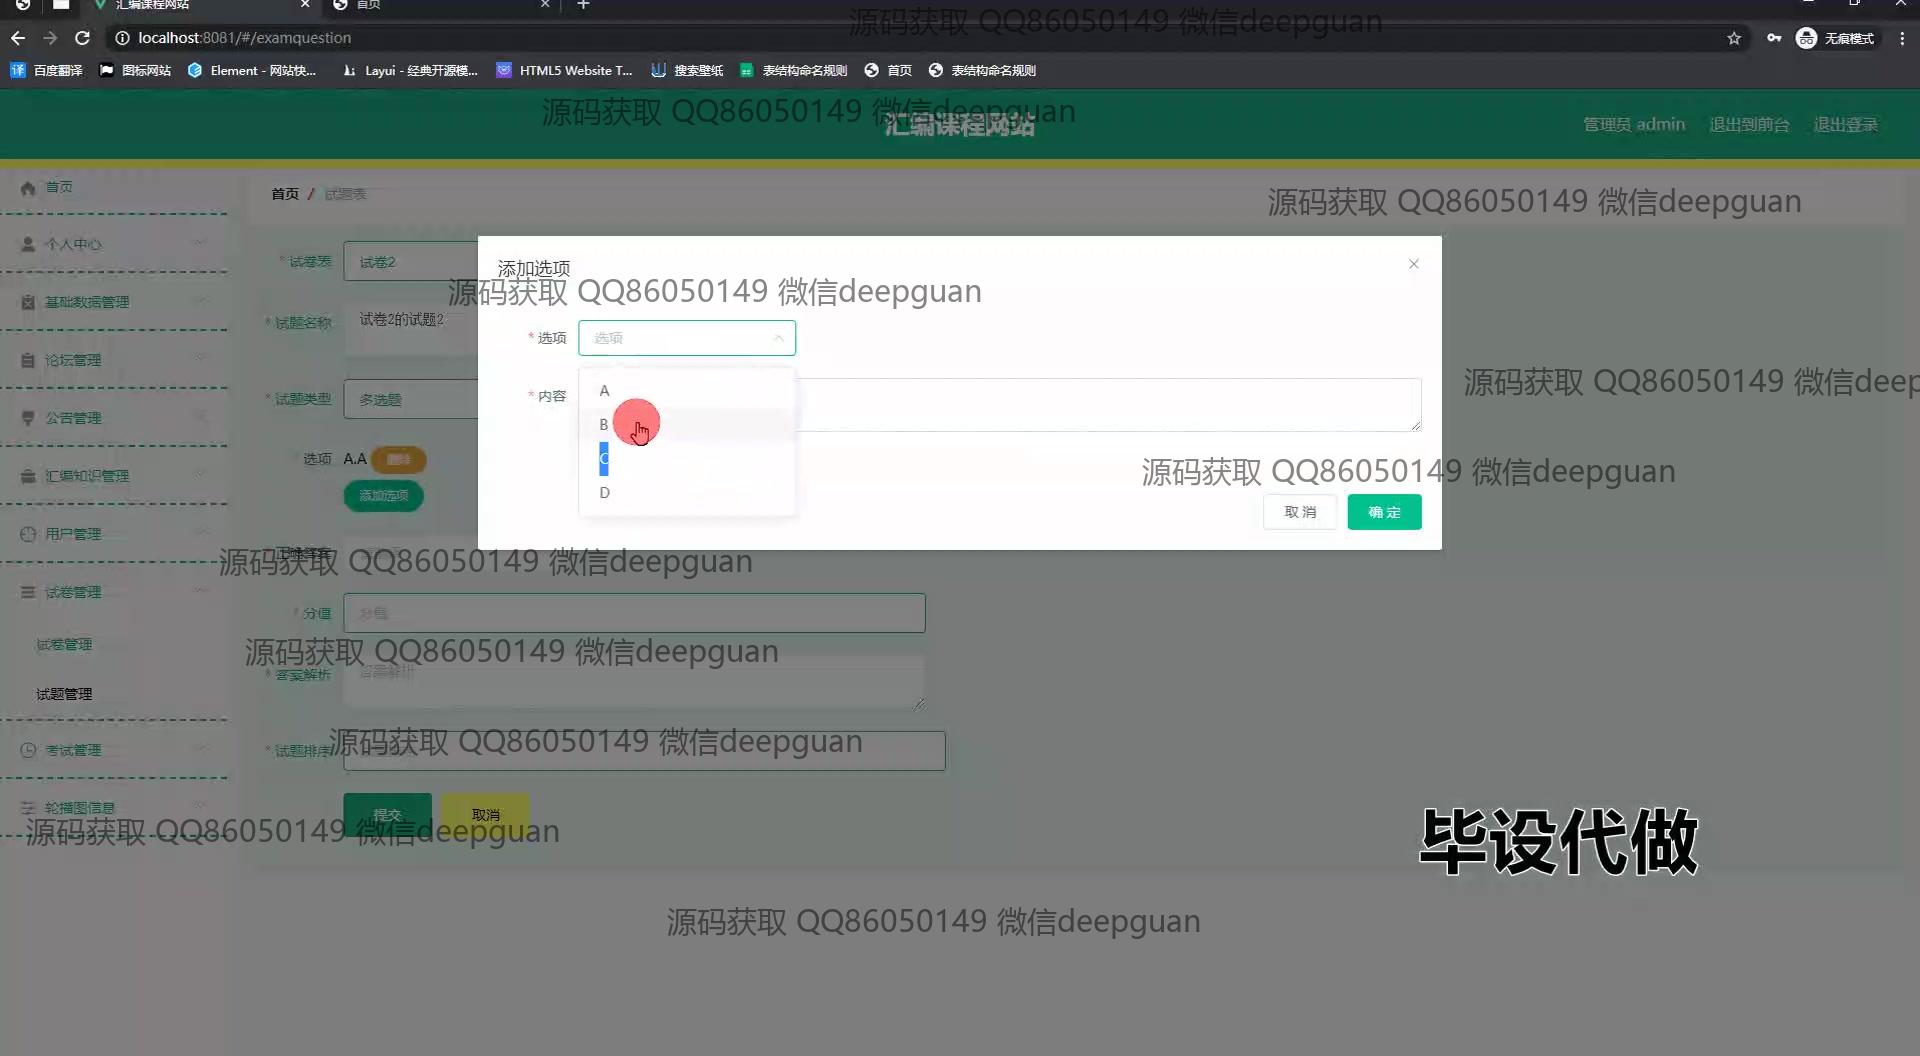 汇编课程网站
首页
localhost:8081/#/examquestion
无痕模式
百度翻译
图标网站
Element - 网站快...
Layui - 经典开源模...
HTML5 Website T...
搜索壁纸
表结构命名规则
首页
表结构命名规则
源码获取 QQ86050149 微信deepguan
源码获取 QQ86050149 微信deepguan
汇编课程网站
管理员 admin
退出到前台
退出登录
首页
个人中心
基础数据管理
论坛管理
公告管理
汇编知识管理
用户管理
试卷管理
试卷管理
试题管理
考试管理
轮播图信息
首页 / 试题表
源码获取 QQ86050149 微信deepguan
* 试卷表 试卷2
* 试题名称 试卷2的试题2
* 试题类型 多选题
选项 A.A 删除
添加选项
正确答案
* 分值 分值
* 答案解析 答案解析
* 试题排序
提交
取消
添加选项
源码获取 QQ86050149 微信deepguan
* 选项 选项
* 内容
A
B
C
D
取 消
确 定
源码获取 QQ86050149 微信deep
源码获取 QQ86050149 微信deepguan
源码获取 QQ86050149 微信deepguan
源码获取 QQ86050149 微信deepguan
源码获取 QQ86050149 微信deepguan
源码获取 QQ86050149 微信deepguan
毕设代做
源码获取 QQ86050149 微信deepguan